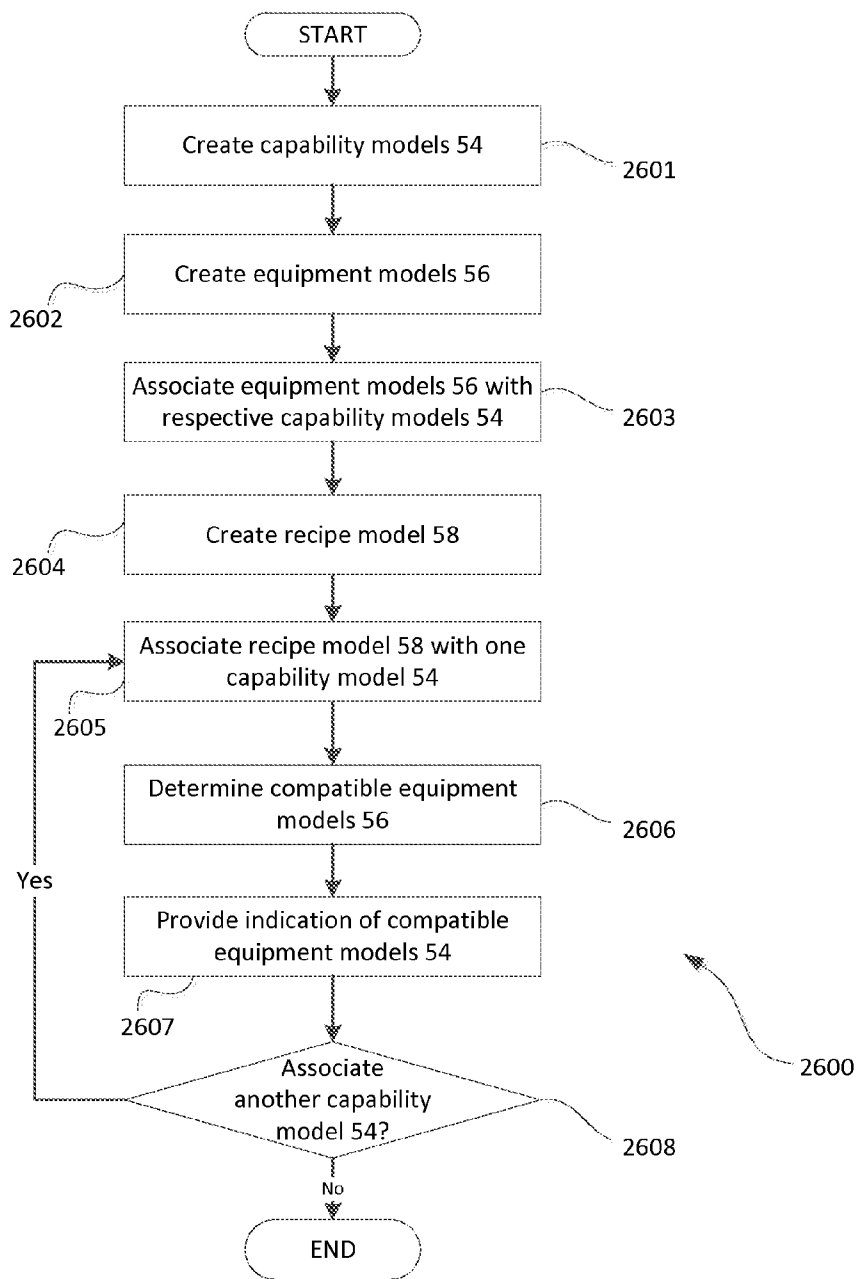 START
Create capability models 54
2601
Create equipment models 56
2602
Associate equipment models 56 with
respective capability models 54
2603
Create recipe model 58
2604
Associate recipe model 58 with one
capability model 54
2605
Determine compatible equipment
models 56
2606
Yes
Provide indication of compatible
equipment models 54
2607
2600
Associate
another capability
model 54?
2608
No
END